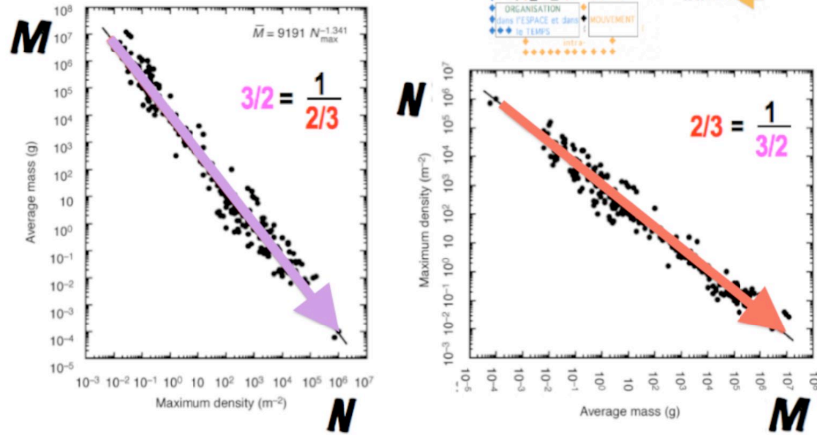 ORGANISATION
dans l'ESPACE et dans
le TEMPS
MOUVEMENT
intra-
M
M̄ = 9191 N_max^-1.341
3/2 = 1/2/3
10^8
10^7
10^6
10^5
10^4
10^3
10^2
10
10^0
10^-1
10^-2
10^-3
10^-4
10^-5
Average mass (g)
10^-3 10^-2 10^-1 10^0 10^1 10^2 10^3 10^4 10^5 10^6 10^7
Maximum density (m^-2)
N
N
2/3 = 1/3/2
10^7
10^6
10^5
10^4
10^3
10^2
10
10^0
10^-1
10^-2
10^-3
Maximum density (m^-2)
10^-5 10^-4 10^-3 10^-2 10^-1 10^0 10 10^2 10^3 10^4 10^5 10^6 10^7 10^8
Average mass (g)
M